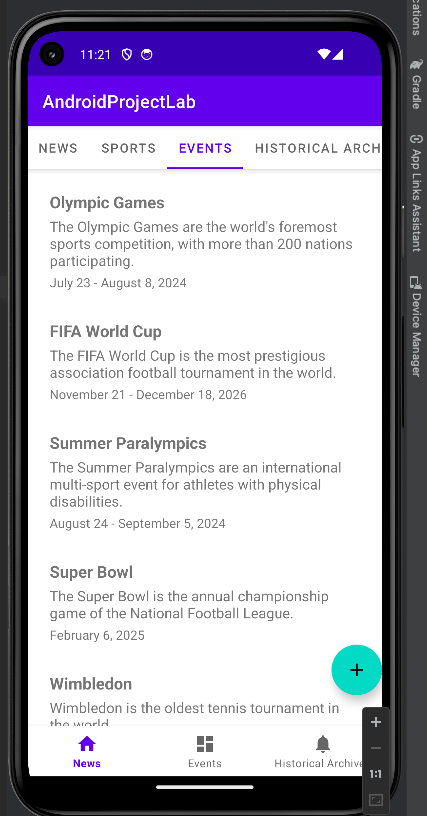 11:21
AndroidProjectLab
NEWS SPORTS EVENTS HISTORICAL ARCH
Olympic Games
The Olympic Games are the world's foremost
sports competition, with more than 200 nations
participating.
July 23 - August 8, 2024
FIFA World Cup
The FIFA World Cup is the most prestigious
association football tournament in the world.
November 21 - December 18, 2026
Summer Paralympics
The Summer Paralympics are an international
multi-sport event for athletes with physical
disabilities.
August 24 - September 5, 2024
Super Bowl
The Super Bowl is the annual championship
game of the National Football League.
February 6, 2025
Wimbledon
Wimbledon is the oldest tennis tournament in
the world
+
News Events Historical Archive
cations
Gradle
App Links Assistant
Device Manager
+
−
1:1